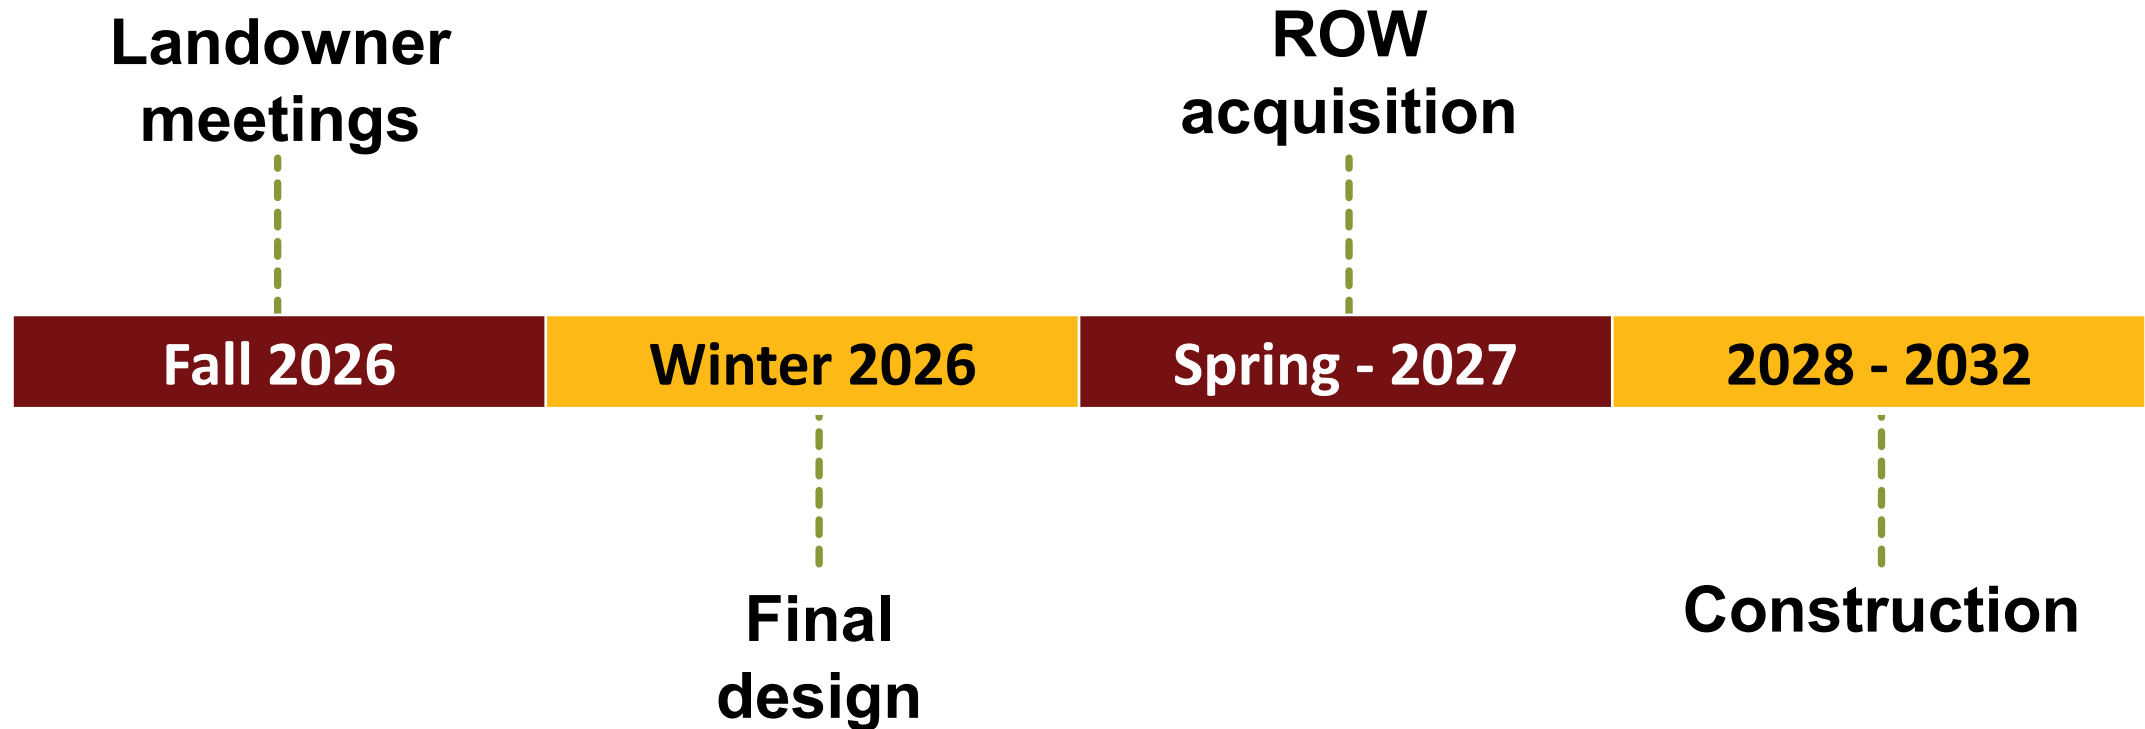 Landowner
meetings
ROW
acquisition
Fall 2026
Winter 2026
Spring - 2027
2028 - 2032
Final
design
Construction